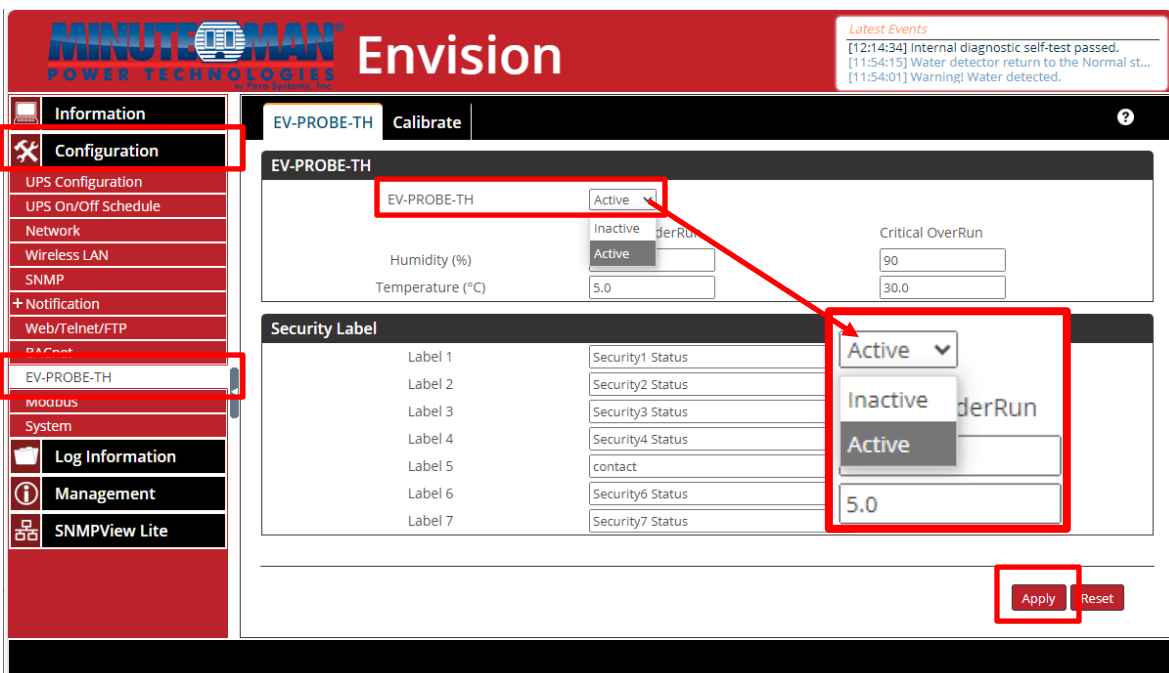 MINUTEMAN®
POWER TECHNOLOGIES
by Para Systems, Inc.
Envision
Latest Events
[12:14:34] Internal diagnostic self-test passed.
[11:54:15] Water detector return to the Normal st...
[11:54:01] Warning! Water detected.
Information
Configuration
UPS Configuration
UPS On/Off Schedule
Network
Wireless LAN
SNMP
+ Notification
Web/Telnet/FTP
BACnet
EV-PROBE-TH
Modbus
System
Log Information
Management
SNMPView Lite
EV-PROBE-TH Calibrate ?
EV-PROBE-TH
EV-PROBE-TH Active
Inactive
Active
derRun Critical OverRun
Humidity (%) 90
Temperature (°C) 5.0 30.0
Security Label
Label 1 Security1 Status
Label 2 Security2 Status
Label 3 Security3 Status
Label 4 Security4 Status
Label 5 contact
Label 6 Security6 Status
Label 7 Security7 Status
Active
Inactive
derRun
Active
5.0
Apply Reset